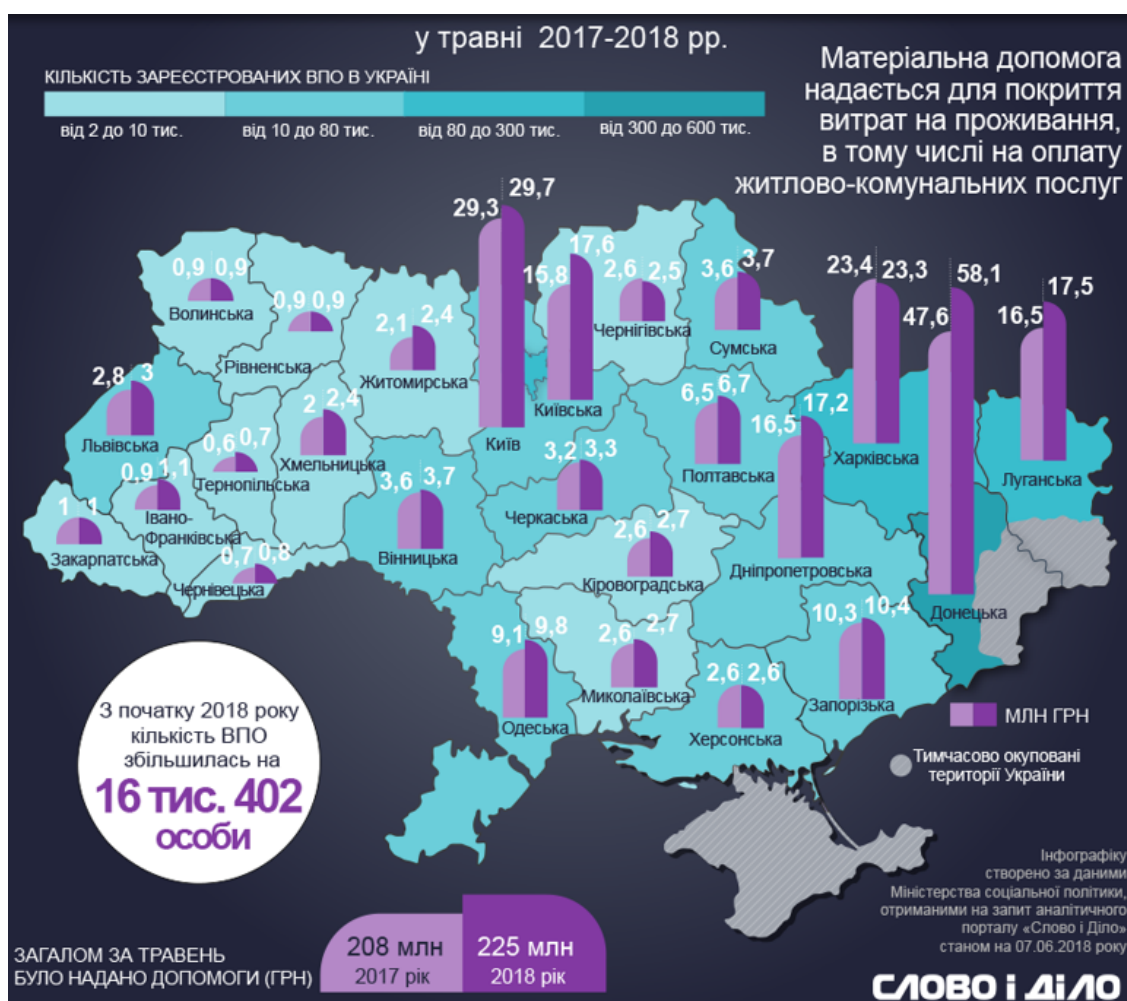 у травні 2017-2018 рр.
КІЛЬКІСТЬ ЗАРЕЄСТРОВАНИХ ВПО В УКРАЇНІ
від 2 до 10 тис.
від 10 до 80 тис.
від 80 до 300 тис.
від 300 до 600 тис.
Матеріальна допомога
надається для покриття
витрат на проживання,
в тому числі на оплату
житлово-комунальних послуг
0,9 0,9
Волинська
0,9 0,9
Рівненська
2,1 2,4
Житомирська
29,3 29,7
Київ
15,8 17,6
Київська
2,6 2,5
Чернігівська
3,6 3,7
Сумська
23,4 23,3
Харківська
47,6 58,1
Донецька
16,5 17,5
Луганська
2,8 3
Львівська
0,6 0,7
Тернопільська
2 2,4
Хмельницька
3,6 3,7
Вінницька
3,2 3,3
Черкаська
6,5 6,7
Полтавська
16,5 17,2
Дніпропетровська
1 1
Закарпатська
0,9 1,1
Івано-
Франківська
0,7 0,8
Чернівецька
2,6 2,7
Кіровоградська
9,1 9,8
Одеська
2,6 2,7
Миколаївська
2,6 2,6
Херсонська
10,3 10,4
Запорізька
МЛН ГРН
Тимчасово окуповані
території України
З початку 2018 року
кількість ВПО
збільшилась на
16 тис. 402
особи
ЗАГАЛОМ ЗА ТРАВЕНЬ
БУЛО НАДАНО ДОПОМОГИ (ГРН)
208 млн
2017 рік
225 млн
2018 рік
Інфографіку
створено за даними
Міністерства соціальної політики,
отриманими на запит аналітичного
порталу «Слово і Діло»
станом на 07.06.2018 року
СЛОВО і ДіЛО